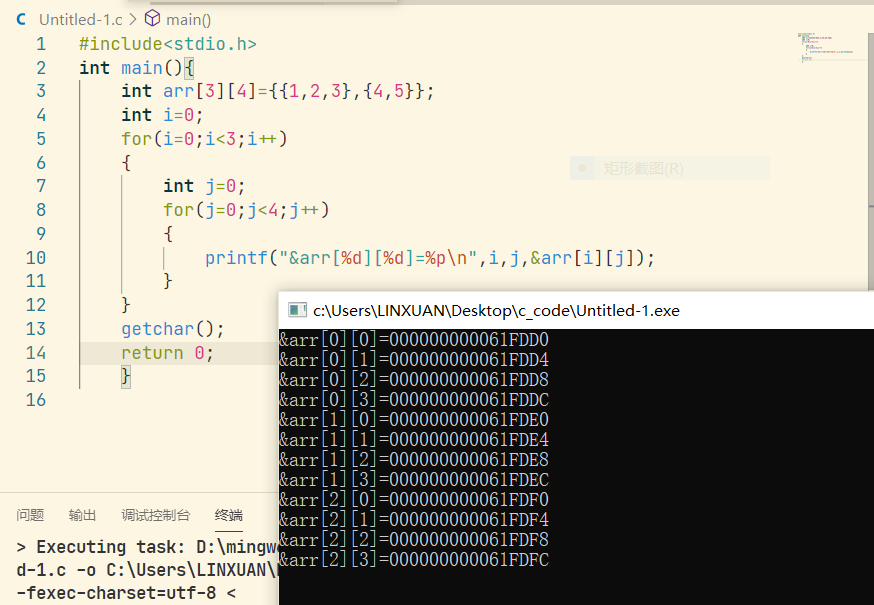 Untitled-1.c > main()
1 #include<stdio.h>
2 int main(){
3 int arr[3][4]={{1,2,3},{4,5}};
4 int i=0;
5 for(i=0;i<3;i++)
6 {
7 int j=0;
8 for(j=0;j<4;j++)
9 {
10 printf("&arr[%d][%d]=%p\n",i,j,&arr[i][j]);
11 }
12 }
13 getchar();
14 return 0;
15 }
16
矩形截图(R)
c:\Users\LINXUAN\Desktop\c_code\Untitled-1.exe
&arr[0][0]=000000000061FDD0
&arr[0][1]=000000000061FDD4
&arr[0][2]=000000000061FDD8
&arr[0][3]=000000000061FDDC
&arr[1][0]=000000000061FDE0
&arr[1][1]=000000000061FDE4
&arr[1][2]=000000000061FDE8
&arr[1][3]=000000000061FDEC
&arr[2][0]=000000000061FDF0
&arr[2][1]=000000000061FDF4
&arr[2][2]=000000000061FDF8
&arr[2][3]=000000000061FDFC
问题 输出 调试控制台 终端
> Executing task: D:\mingw
d-1.c -o C:\Users\LINXUAN\
-fexec-charset=utf-8 <